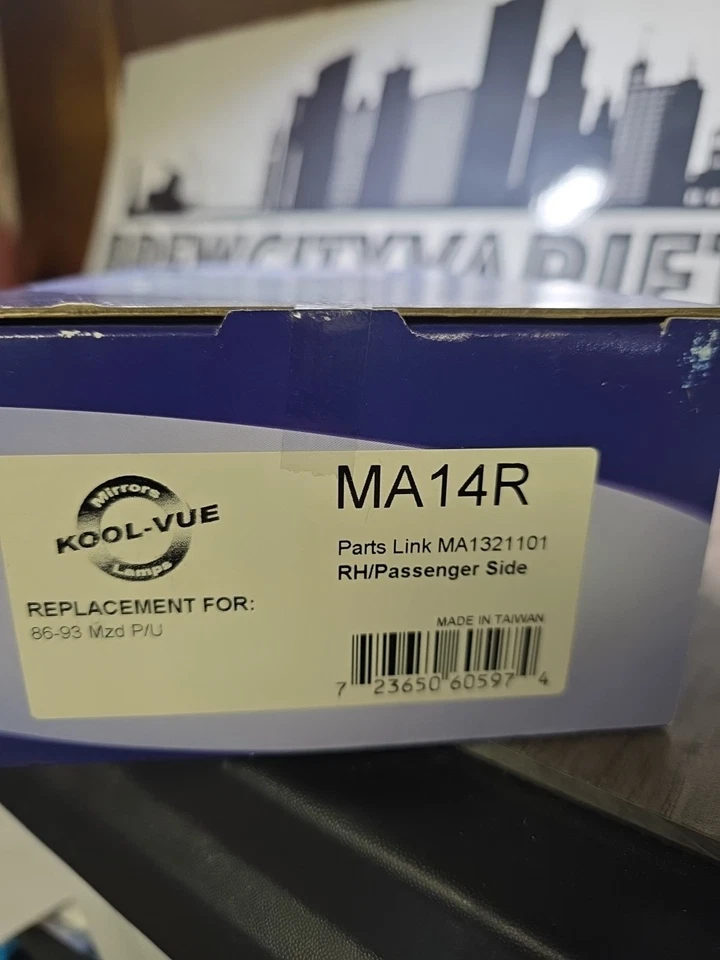 Mirrors
KOOL-VUE
Lamps
REPLACEMENT FOR:
86-93 Mzd P/U
MA14R
Parts Link MA1321101
RH/Passenger Side
MADE IN TAIWAN
7 23650 60597 4